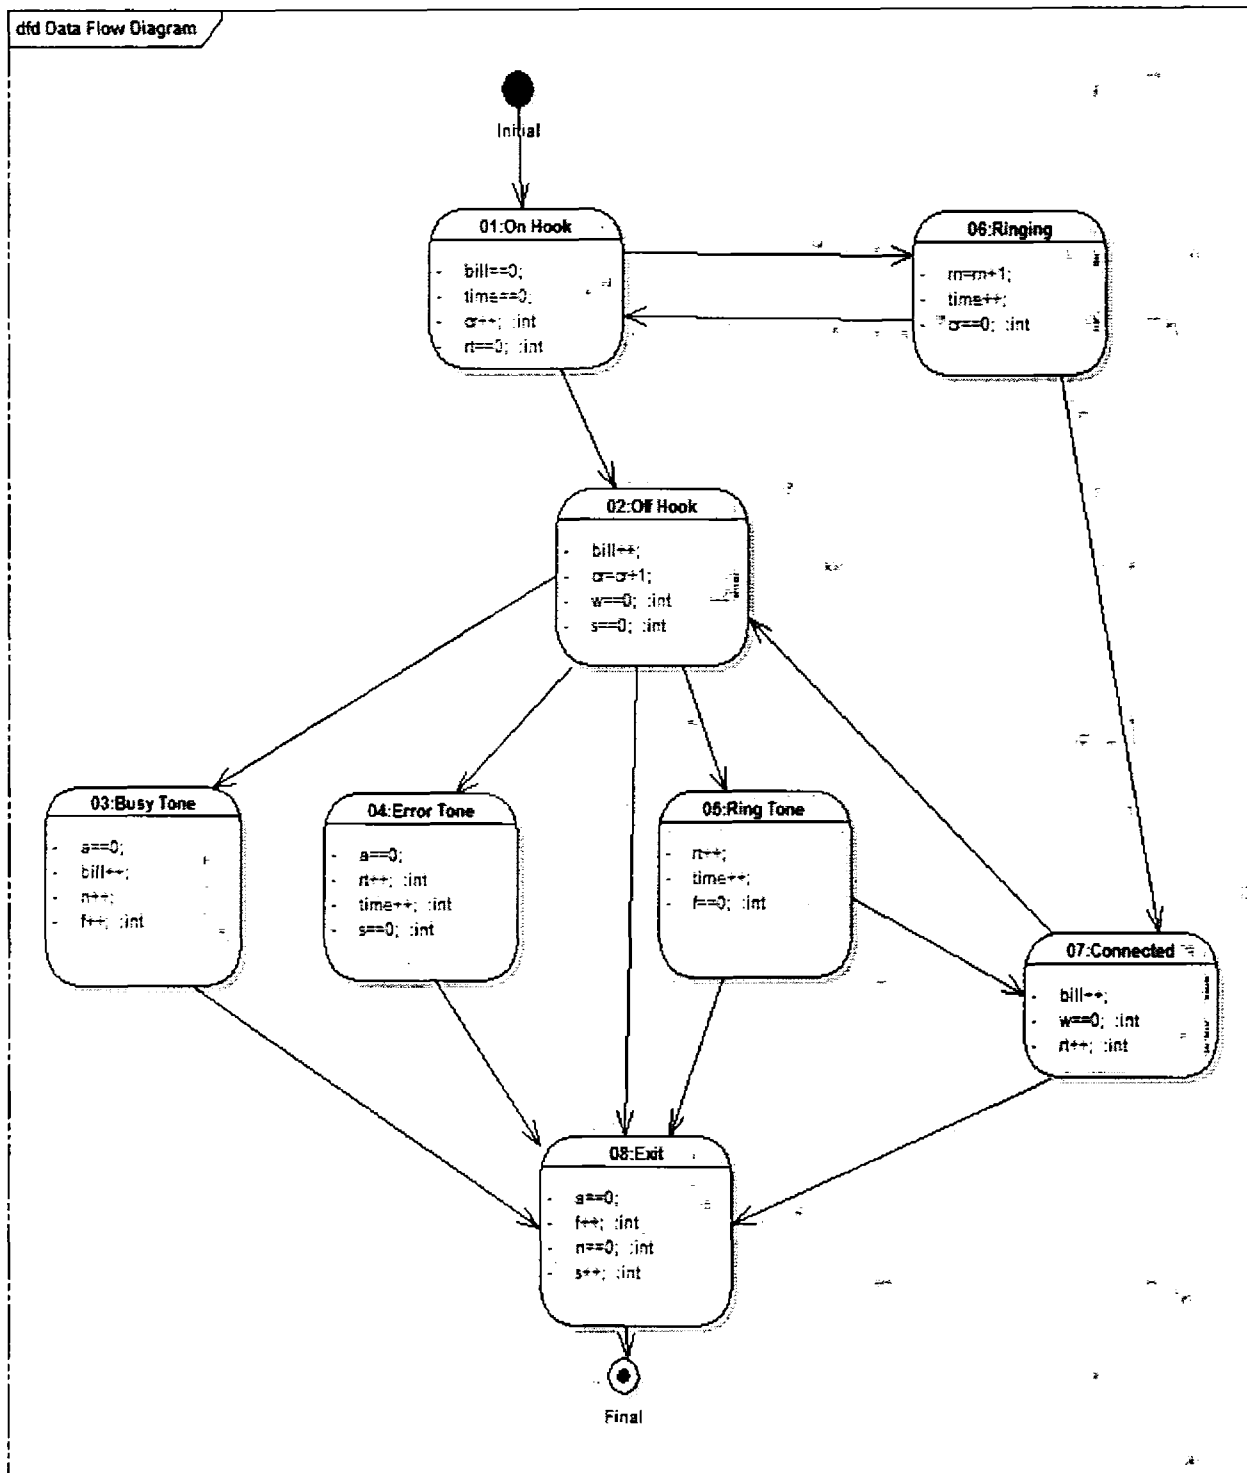 dfd Data Flow Diagram
Initial
01:On Hook
- bill==0;
- time==0;
- cr++; :int
- rt==0; :int
06:Ringing
- rn=rn+1;
- time++;
- cr==0; :int
02:Off Hook
- bill++;
- cr=cr+1;
- w==0; :int
- s==0; :int
03:Busy Tone
- a==0;
- bill++;
- n++;
- f++; :int
04:Error Tone
- a==0;
- rt++; :int
- time++; :int
- s==0; :int
05:Ring Tone
- rt++;
- time++;
- f==0; :int
07:Connected
- bill++;
- w==0; :int
- rt++; :int
08:Exit
- a==0;
- f++; :int
- n==0; :int
- s++; :int
Final